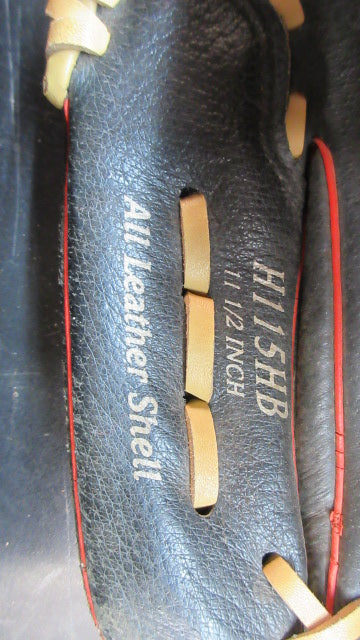 H115HB
11 1/2 INCH
All Leather Shell